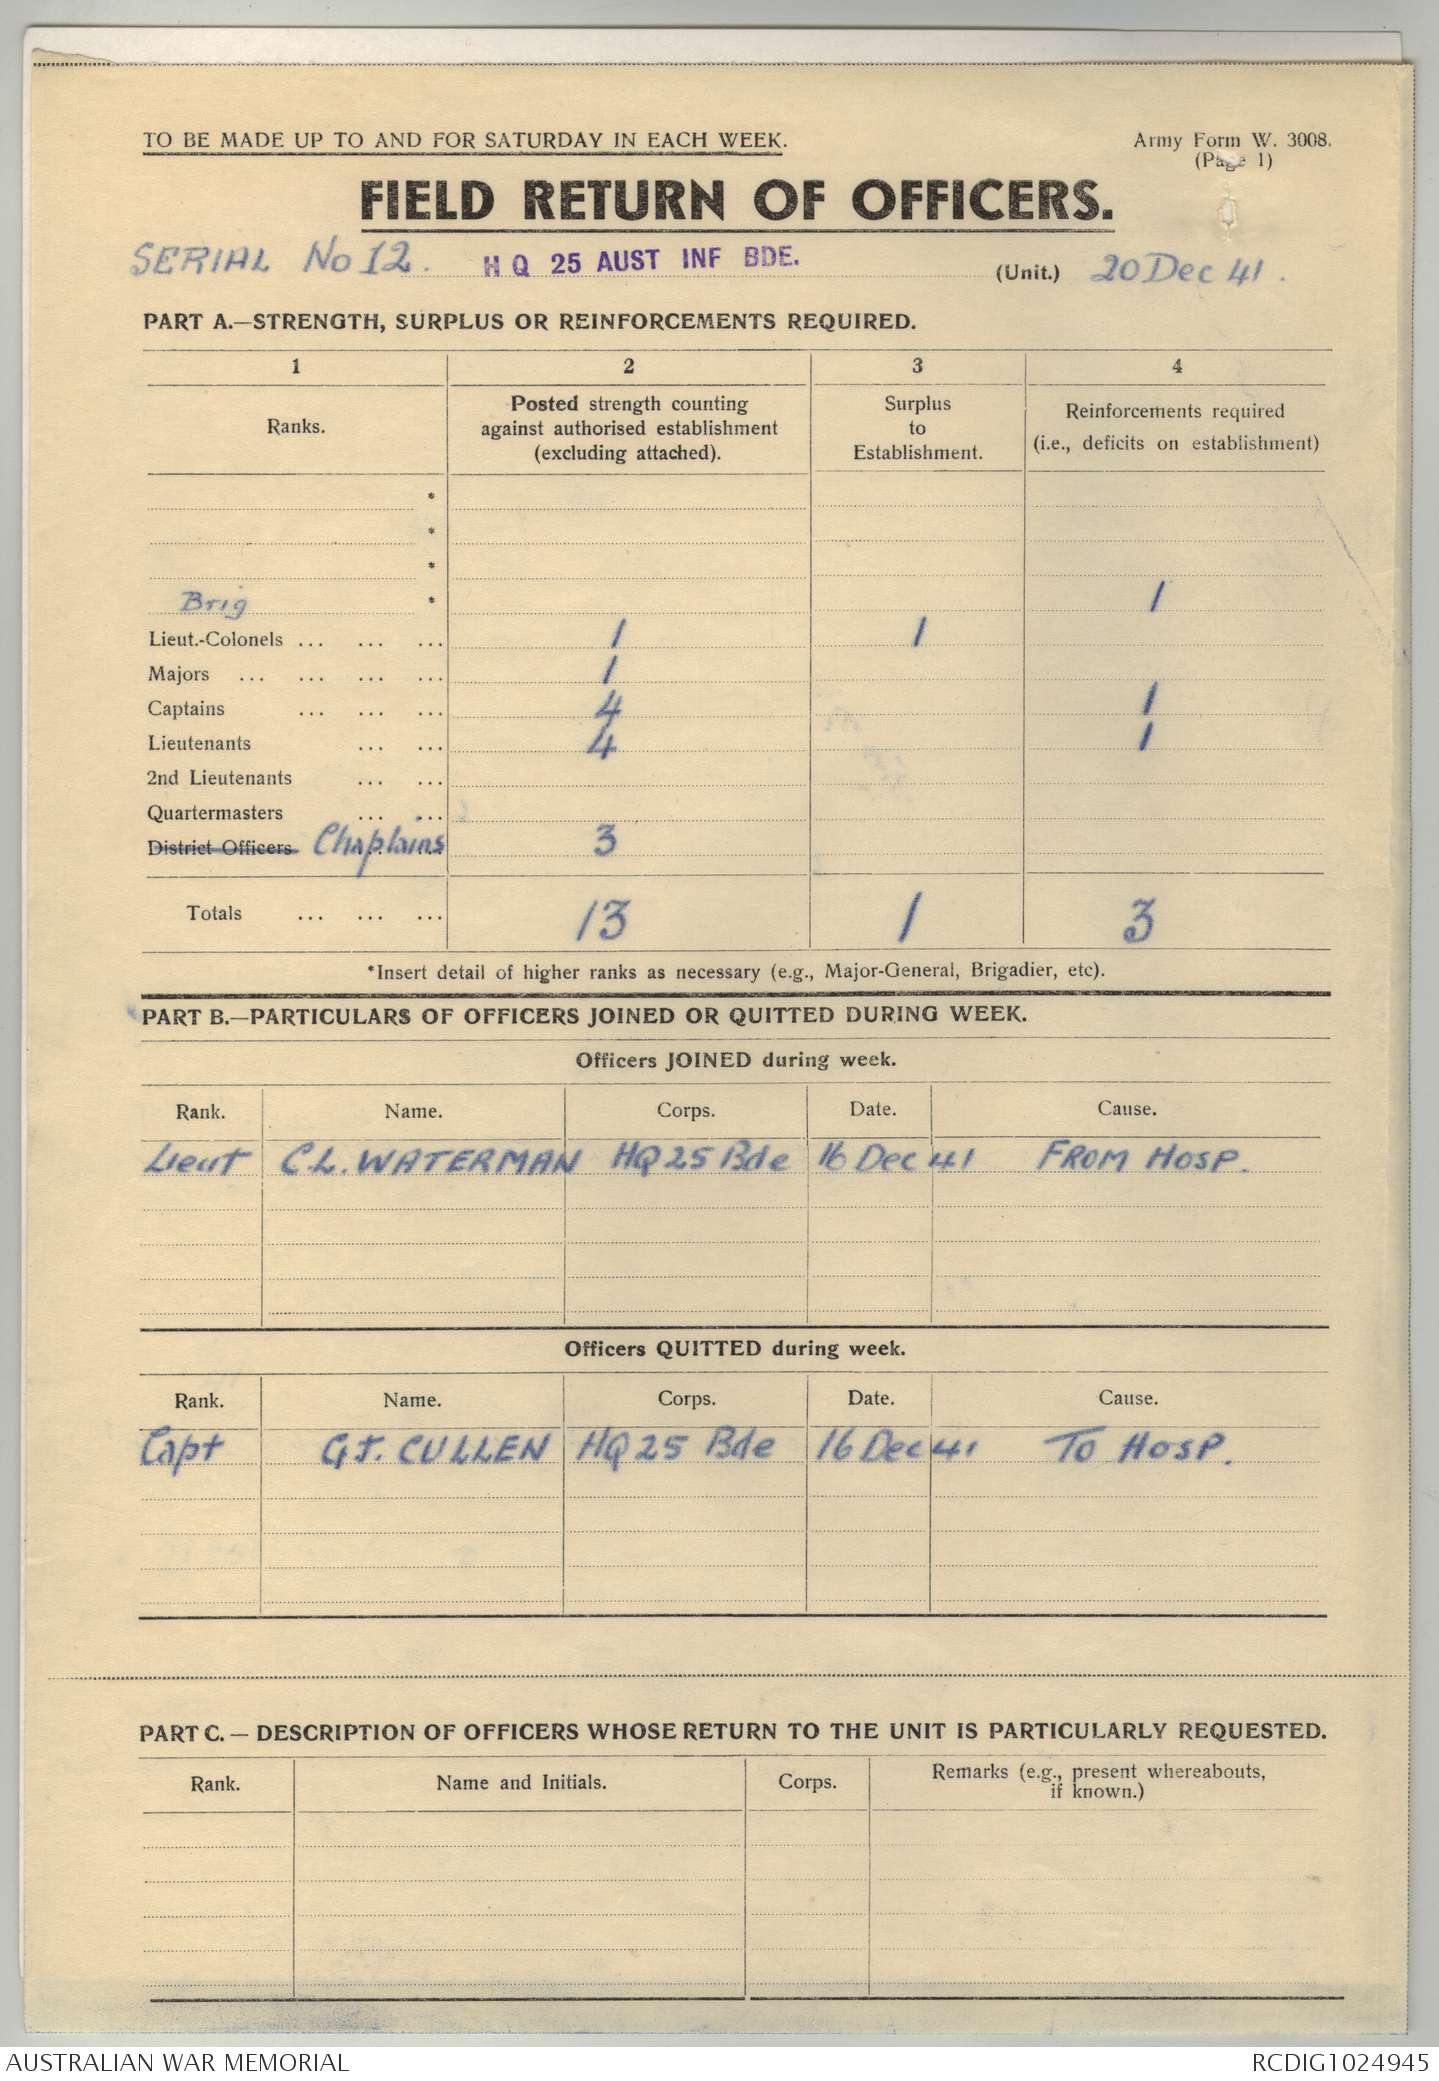 TO BE MADE UP TO AND FOR SATURDAY IN EACH WEEK.
Army Form W. 3008.
(Page 1)
FIELD RETURN OF OFFICERS.
SERIAL No 12. HQ 25 AUST INF BDE. (Unit.) 20 Dec 41.
PART A.—STRENGTH, SURPLUS OR REINFORCEMENTS REQUIRED.
1 2 3 4
Ranks. Posted strength counting against authorised establishment (excluding attached). Surplus to Establishment. Reinforcements required (i.e., deficits on establishment)
*
*
*
Brig * 1
Lieut.-Colonels ... ... ... 1 1
Majors ... ... ... ... 1
Captains ... ... ... 4 1
Lieutenants ... ... 4 1
2nd Lieutenants ... ...
Quartermasters ... ...
District Officers Chaplains 3
Totals ... ... ... 13 1 3
*Insert detail of higher ranks as necessary (e.g., Major-General, Brigadier, etc).
PART B.—PARTICULARS OF OFFICERS JOINED OR QUITTED DURING WEEK.
Officers JOINED during week.
Rank. Name. Corps. Date. Cause.
Lieut C.L. WATERMAN HQ 25 Bde 16 Dec 41 FROM HOSP.
Officers QUITTED during week.
Rank. Name. Corps. Date. Cause.
Capt G.J. CULLEN HQ 25 Bde 16 Dec 41 TO HOSP.
PART C. — DESCRIPTION OF OFFICERS WHOSE RETURN TO THE UNIT IS PARTICULARLY REQUESTED.
Rank. Name and Initials. Corps. Remarks (e.g., present whereabouts, if known.)
AUSTRALIAN WAR MEMORIAL RCDIG1024945